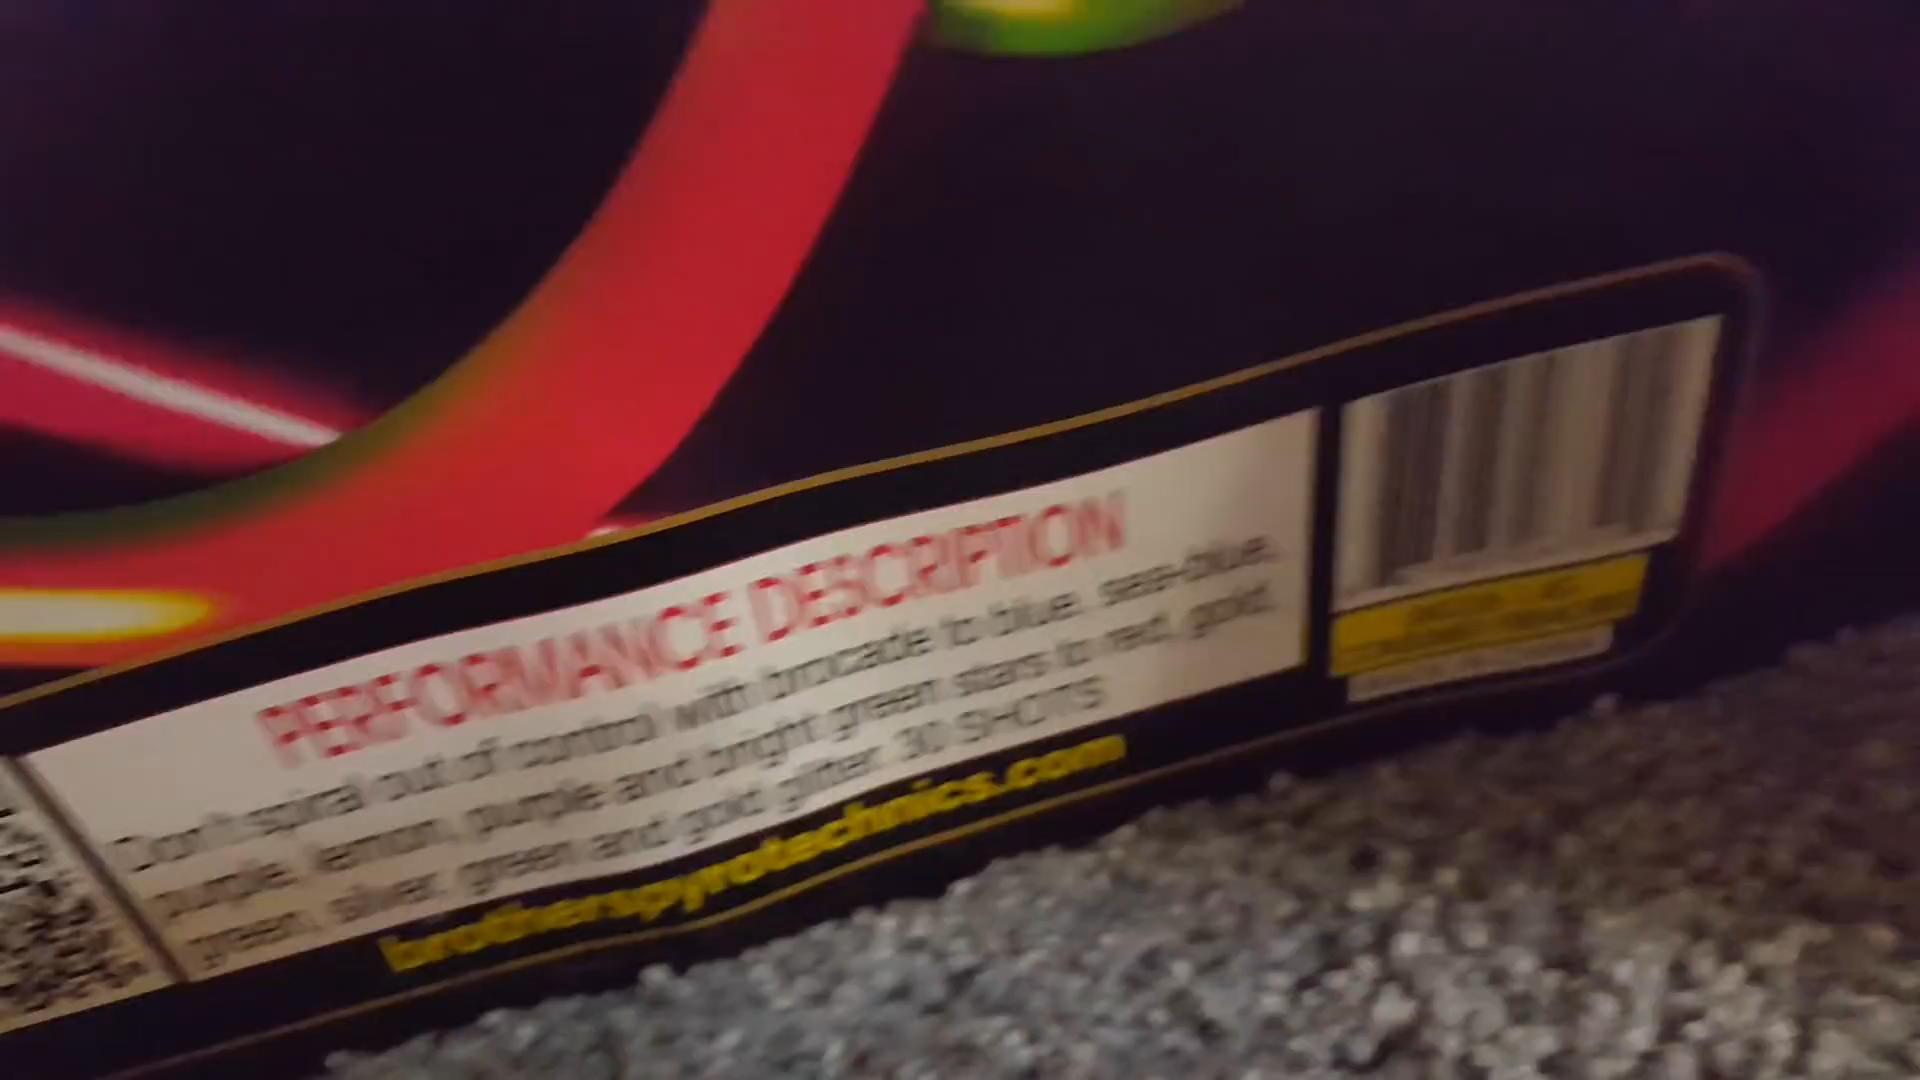 PERFORMANCE DESCRIPTION
Don't spiral out of control with brocade to blue, sea-blue,
purple, lemon, purple and bright green stars to red, gold,
green, silver, green and gold glitter. 30 SHOTS
brotherspyrotechnics.com